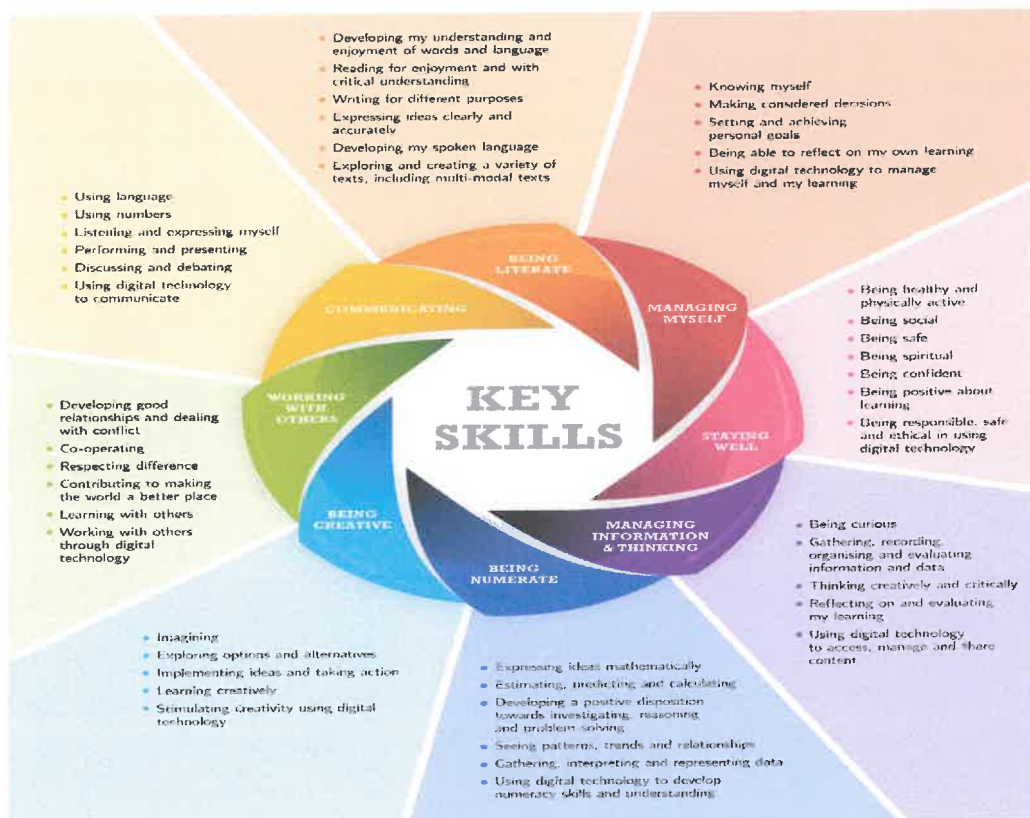 KEY
SKILLS
BEING
LITERATE
Developing my understanding and
enjoyment of words and language
Reading for enjoyment and with
critical understanding
Writing for different purposes
Expressing ideas clearly and
accurately
Developing my spoken language
Exploring and creating a variety of
texts, including multi-modal texts
MANAGING
MYSELF
Knowing myself
Making considered decisions
Setting and achieving
personal goals
Being able to reflect on my own learning
Using digital technology to manage
myself and my learning
STAYING
WELL
Being healthy and
physically active
Being social
Being safe
Being spiritual
Being confident
Being positive about
learning
Being responsible, safe
and ethical in using
digital technology
MANAGING
INFORMATION
& THINKING
Being curious
Gathering, recording,
organising and evaluating
information and data
Thinking creatively and critically
Reflecting on and evaluating
my learning
Using digital technology
to access, manage and share
content
BEING
NUMERATE
Expressing ideas mathematically
Estimating, predicting and calculating
Developing a positive disposition
towards investigating, reasoning
and problem-solving
Seeing patterns, trends and relationships
Gathering, interpreting and representing data
Using digital technology to develop
numeracy skills and understanding
BEING
CREATIVE
Imagining
Exploring options and alternatives
Implementing ideas and taking action
Learning creatively
Stimulating creativity using digital
technology
WORKING
WITH
OTHERS
Developing good
relationships and dealing
with conflict
Co-operating
Respecting difference
Contributing to making
the world a better place
Learning with others
Working with others
through digital
technology
COMMUNICATING
Using language
Using numbers
Listening and expressing myself
Performing and presenting
Discussing and debating
Using digital technology
to communicate